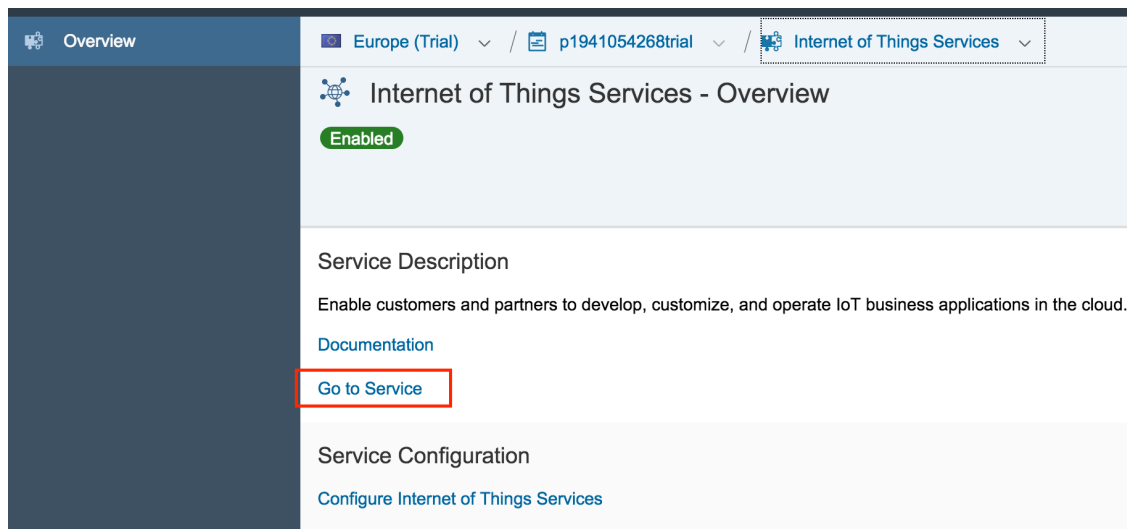 Overview
Europe (Trial) / p1941054268trial / Internet of Things Services
Internet of Things Services - Overview
Enabled
Service Description
Enable customers and partners to develop, customize, and operate IoT business applications in the cloud.
Documentation
Go to Service
Service Configuration
Configure Internet of Things Services